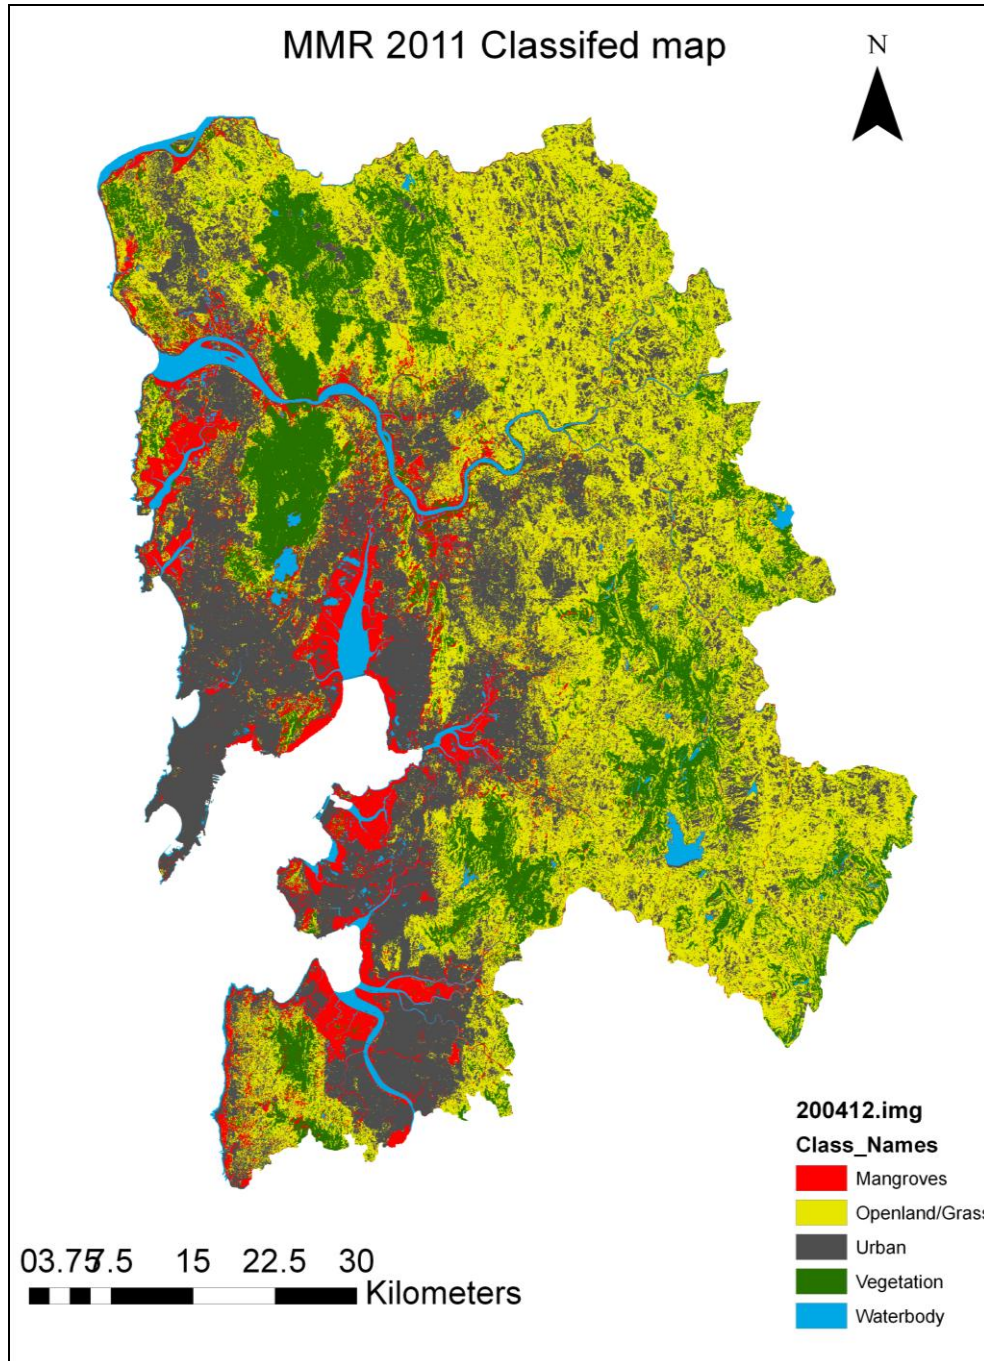 MMR 2011 Classifed map
N
200412.img
Class_Names
Mangroves
Openland/Grass
Urban
Vegetation
Waterbody
03.757.5 15 22.5 30
Kilometers